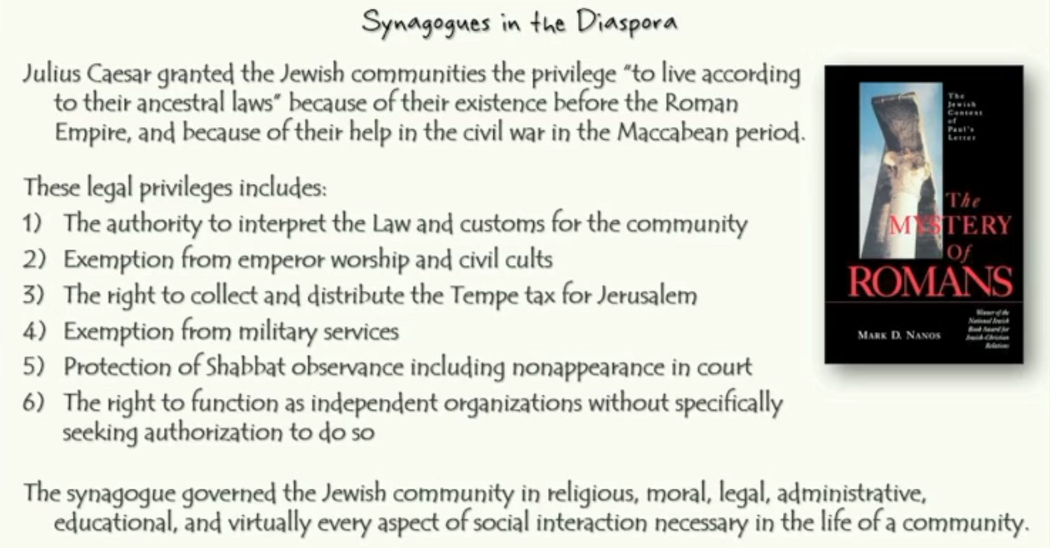 Synagogues in the Diaspora
Julius Caesar granted the Jewish communities the privilege "to live according
to their ancestral laws" because of their existence before the Roman
Empire, and because of their help in the civil war in the Maccabean period.
These legal privileges includes:
1) The authority to interpret the Law and customs for the community
2) Exemption from emperor worship and civil cults
3) The right to collect and distribute the Tempe tax for Jerusalem
4) Exemption from military services
5) Protection of Shabbat observance including nonappearance in court
6) The right to function as independent organizations without specifically
seeking authorization to do so
The synagogue governed the Jewish community in religious, moral, legal, administrative,
educational, and virtually every aspect of social interaction necessary in the life of a community.
The
Jewish
Context
of
Paul's
Letter
The
MYSTERY
Of
ROMANS
MARK D. NANOS
Winner of the
National Jewish
Book Award for
Jewish-Christian
Relations